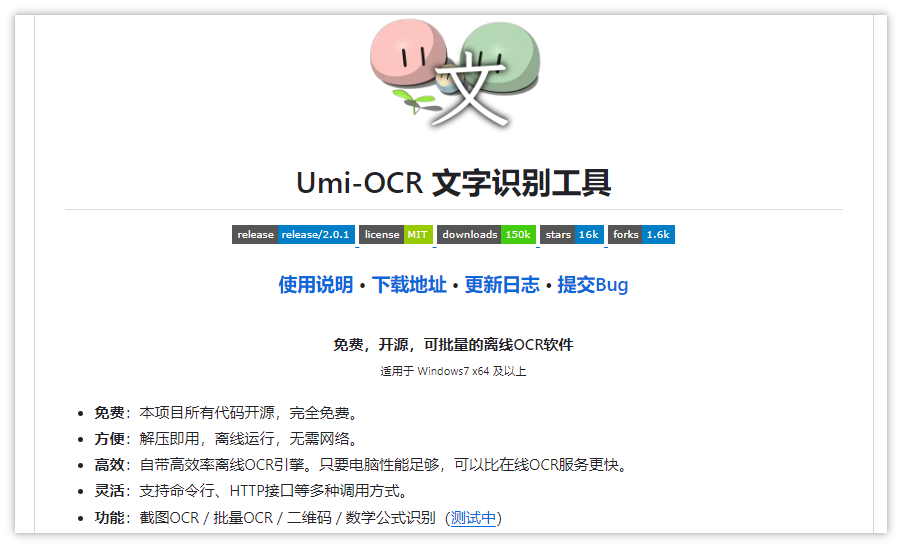 文
Umi-OCR 文字识别工具
release release/2.0.1 license MIT downloads 150k stars 16k forks 1.6k
使用说明 • 下载地址 • 更新日志 • 提交Bug
免费，开源，可批量的离线OCR软件
适用于 Windows7 x64 及以上
• 免费：本项目所有代码开源，完全免费。
• 方便：解压即用，离线运行，无需网络。
• 高效：自带高效率离线OCR引擎。只要电脑性能足够，可以比在线OCR服务更快。
• 灵活：支持命令行、HTTP接口等多种调用方式。
• 功能：截图OCR / 批量OCR / 二维码 / 数学公式识别（测试中）